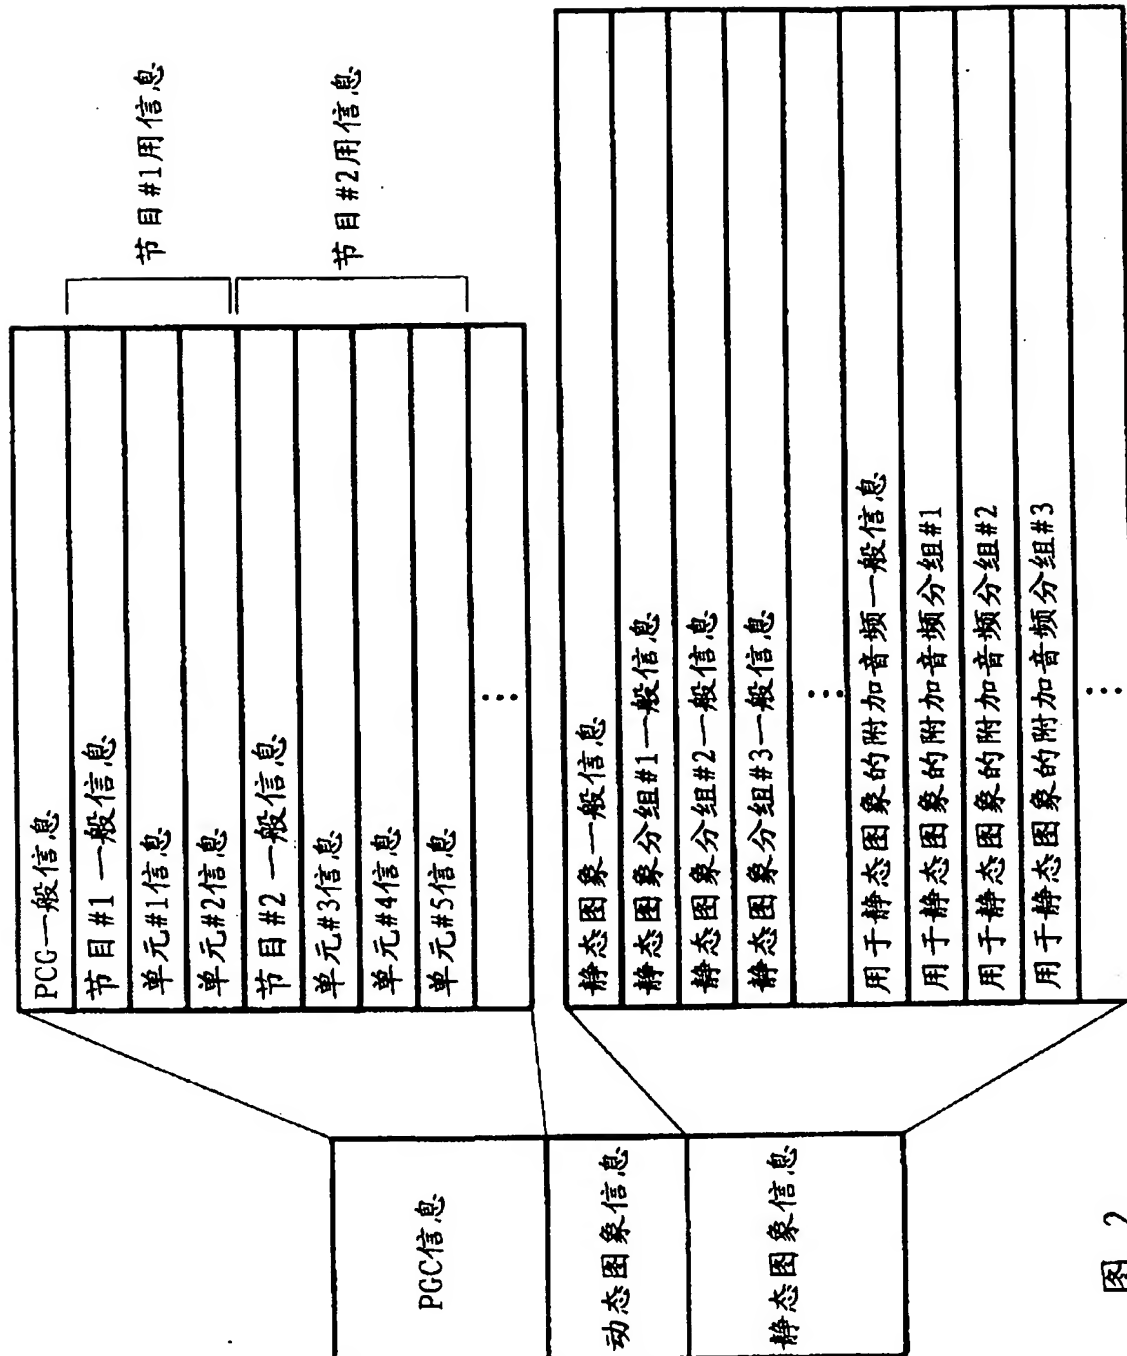 PCG一般信息
节目#1 一般信息
单元#1信息
单元#2信息
节目#2 一般信息
单元#3信息
单元#4信息
单元#5信息
⋮
节目#1用信息
节目#2用信息
PGC信息
动态图象信息
静态图象信息
静态图象一般信息
静态图象分组#1一般信息
静态图象分组#2一般信息
静态图象分组#3一般信息
⋮
用于静态图象的附加音频一般信息
用于静态图象的附加音频分组#1
用于静态图象的附加音频分组#2
用于静态图象的附加音频分组#3
⋮
图 2